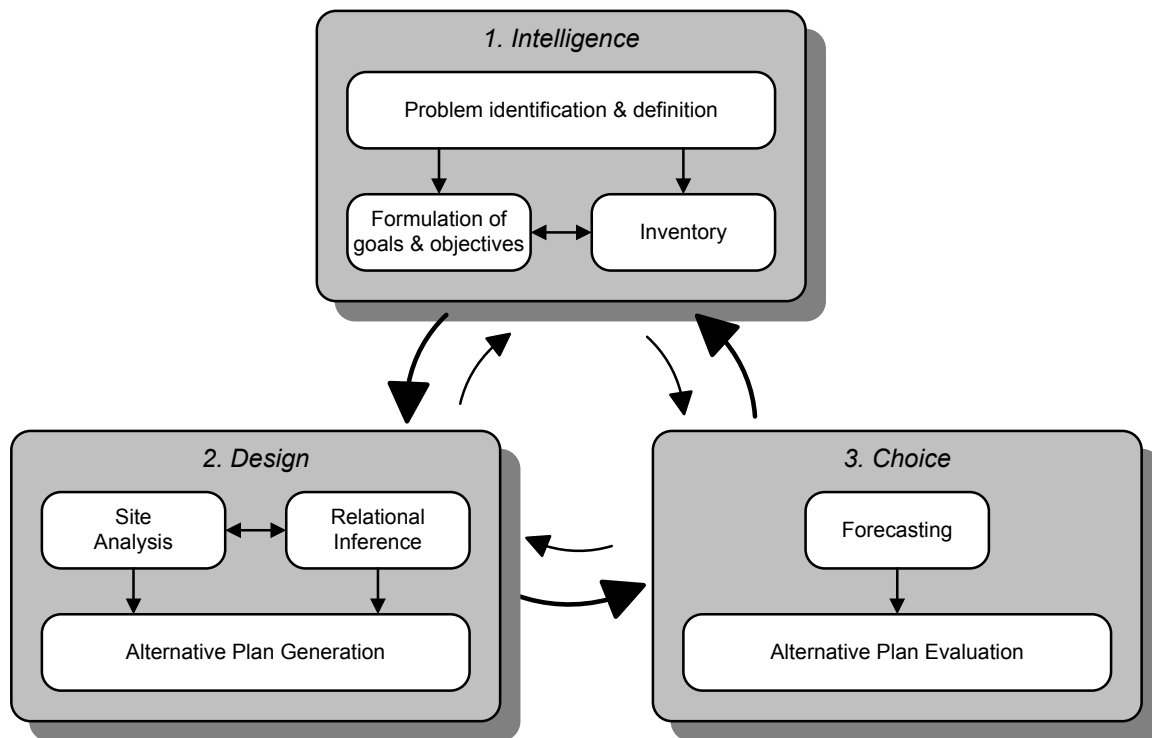 1. Intelligence
Problem identification & definition
Formulation of
goals & objectives
Inventory
2. Design
Site
Analysis
Relational
Inference
Alternative Plan Generation
3. Choice
Forecasting
Alternative Plan Evaluation